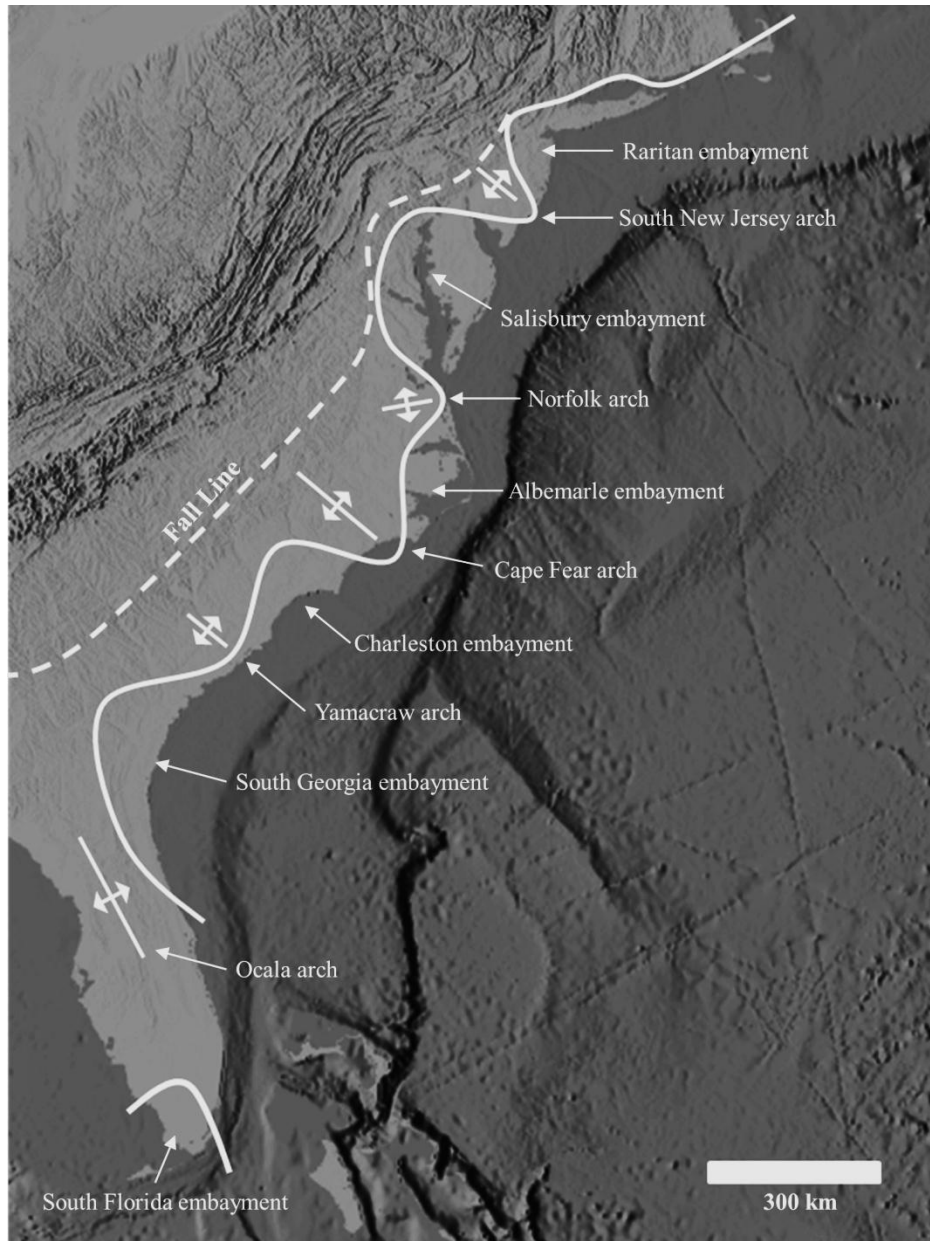 Raritan embayment
South New Jersey arch
Salisbury embayment
Norfolk arch
Fall Line
Albemarle embayment
Cape Fear arch
Charleston embayment
Yamacraw arch
South Georgia embayment
Ocala arch
South Florida embayment
300 km